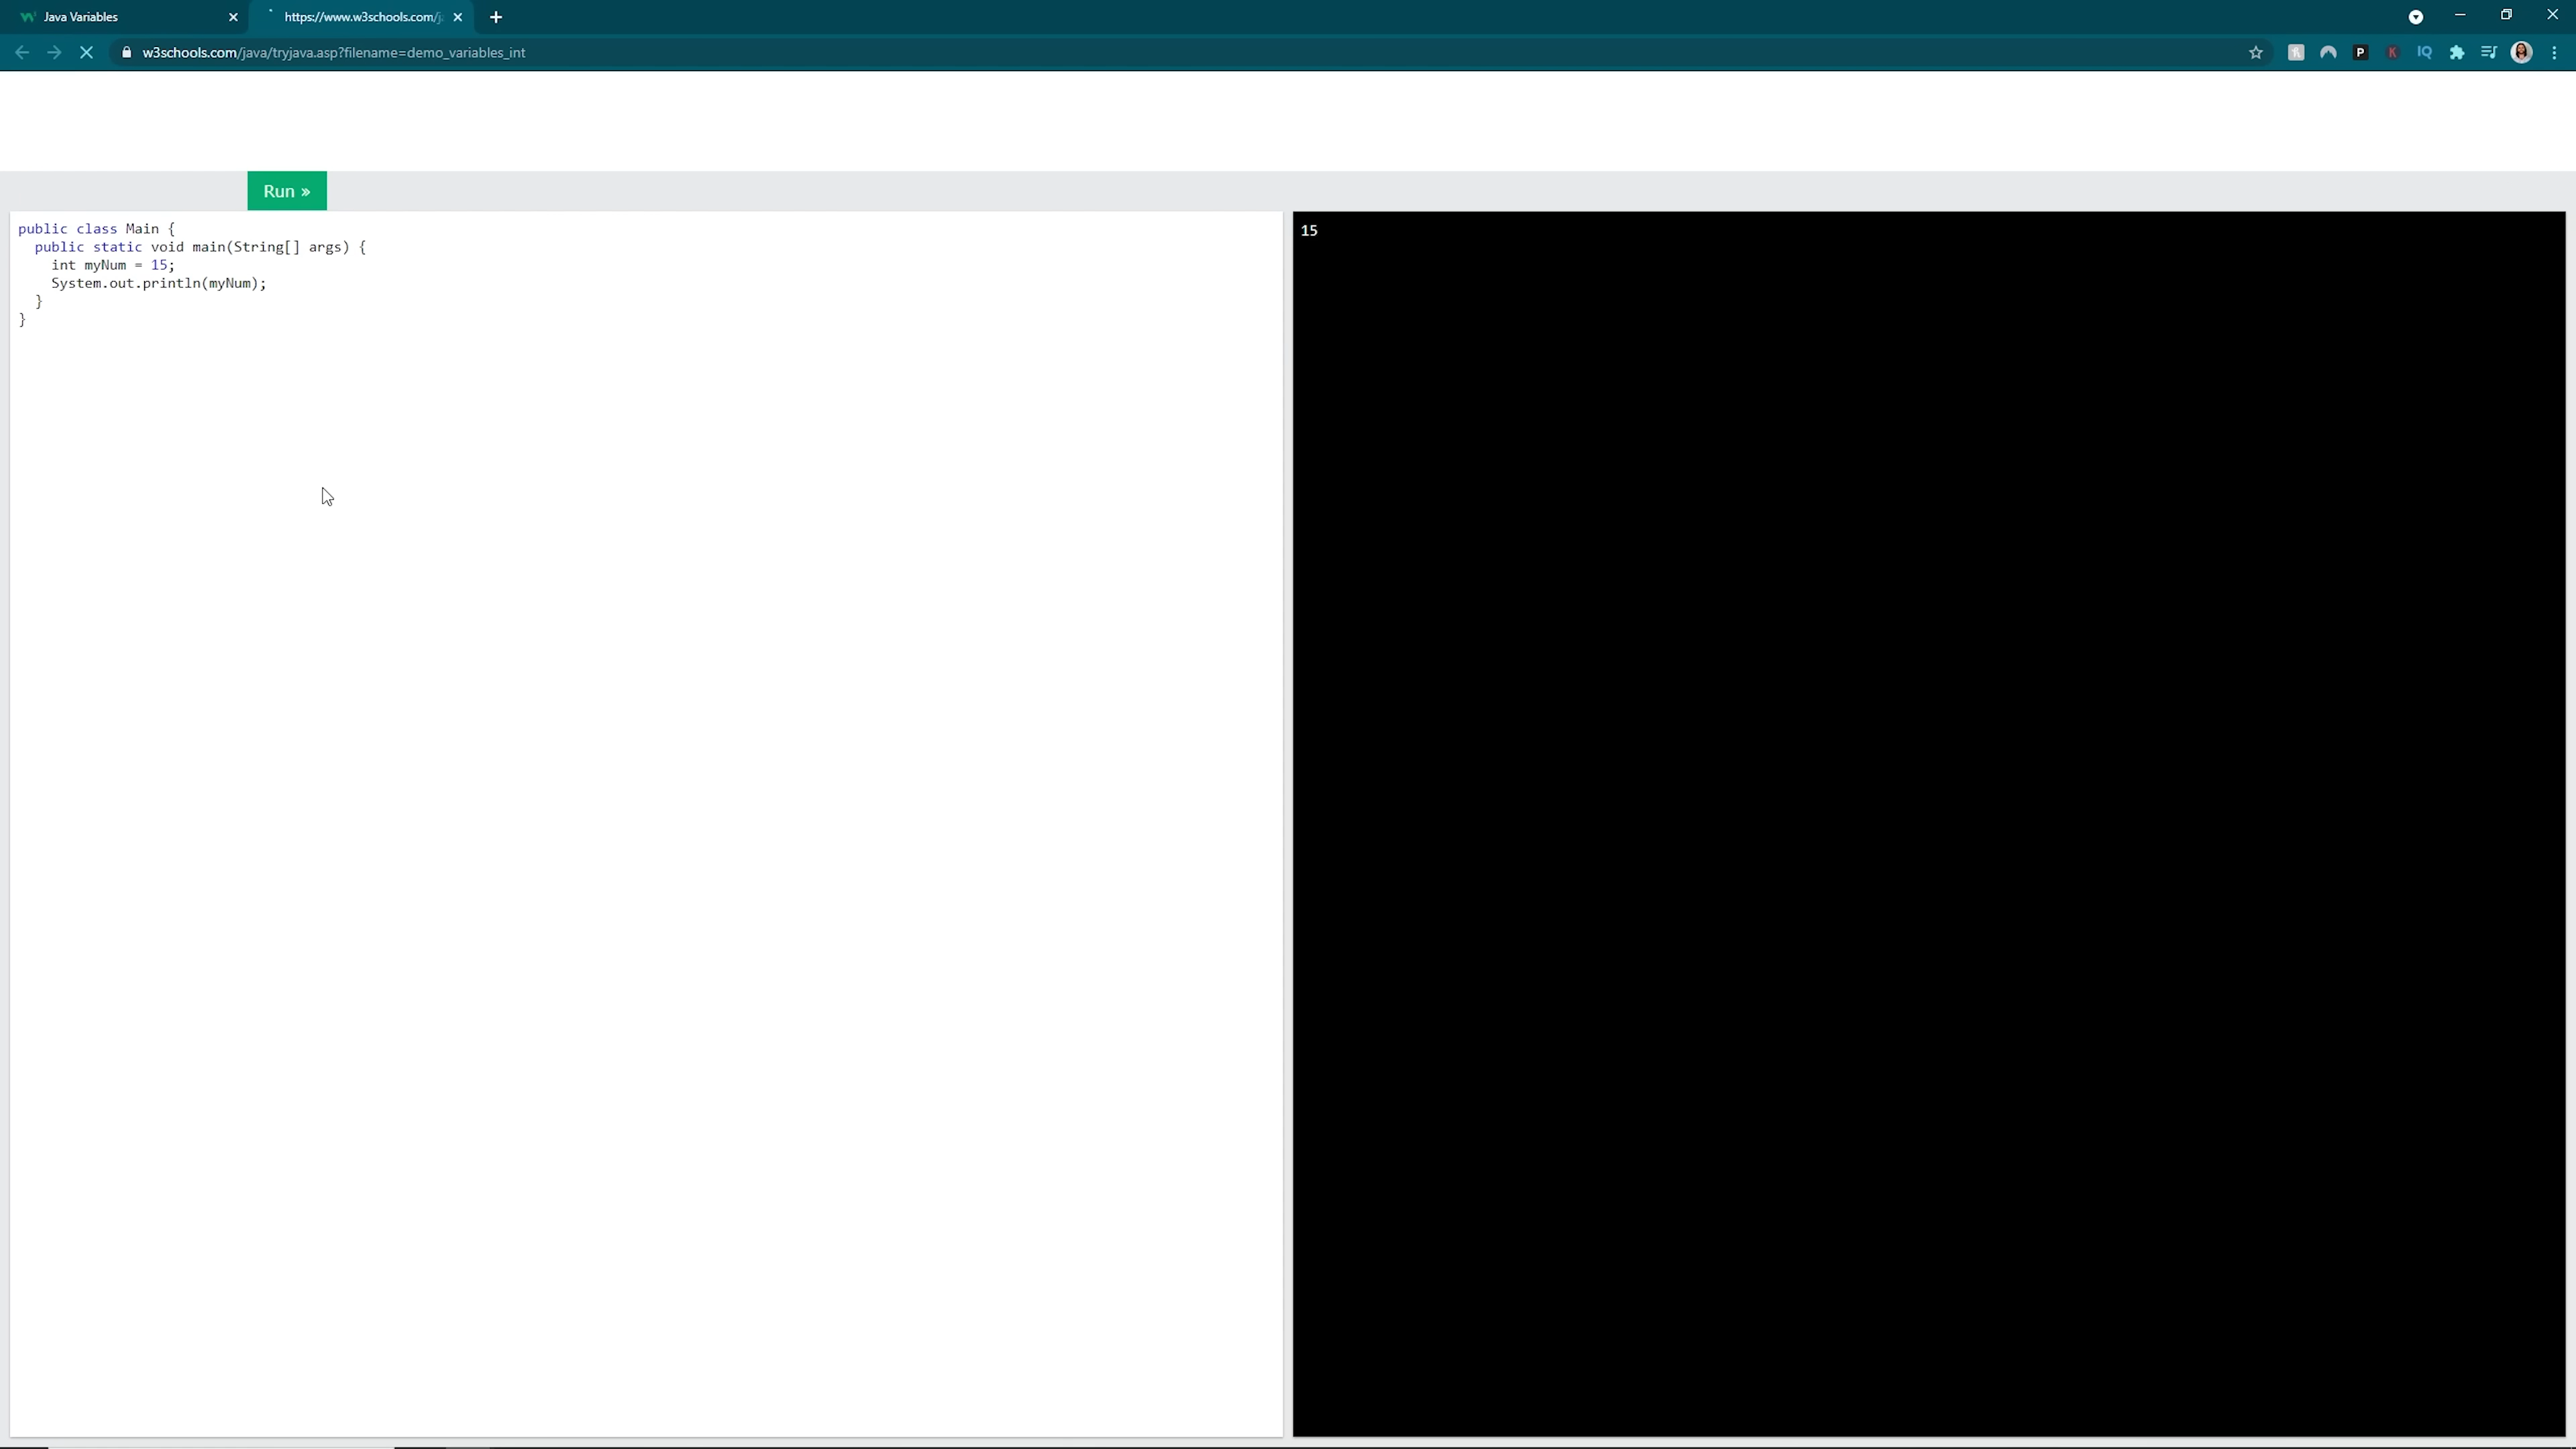 Java Variables
https://www.w3schools.com/j
w3schools.com/java/tryjava.asp?filename=demo_variables_int
P
K
IQ
Run »
public class Main {
  public static void main(String[] args) {
    int myNum = 15;
    System.out.println(myNum);
  }
}
15